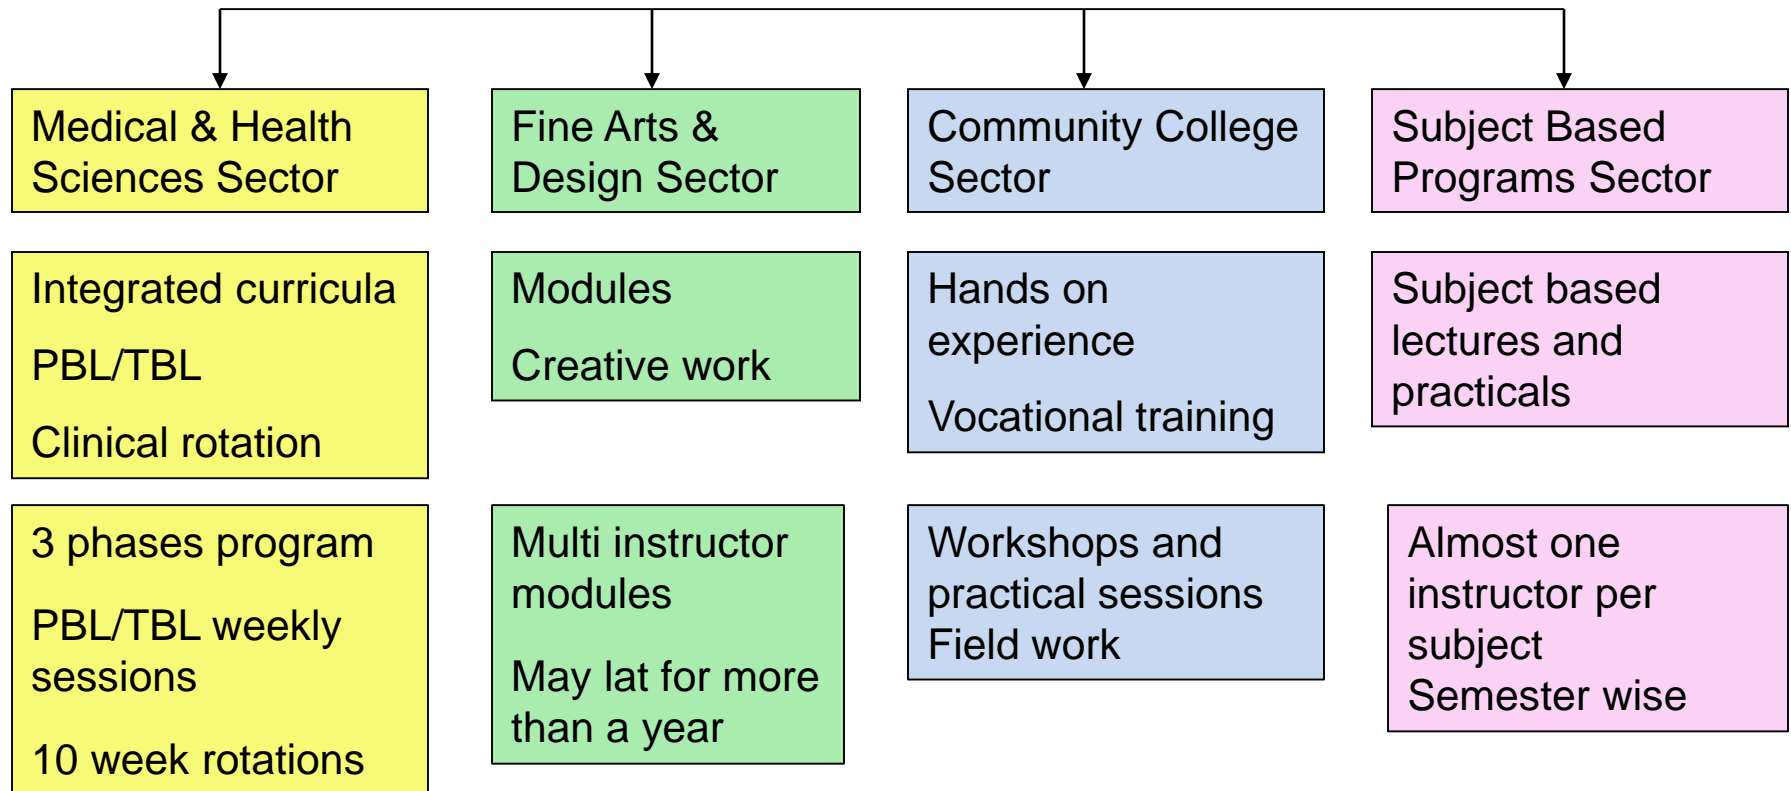 Medical & Health
Sciences Sector
Fine Arts &
Design Sector
Community College
Sector
Subject Based
Programs Sector
Integrated curricula
PBL/TBL
Clinical rotation
Modules
Creative work
Hands on
experience
Vocational training
Subject based
lectures and
practicals
3 phases program
PBL/TBL weekly
sessions
10 week rotations
Multi instructor
modules
May lat for more
than a year
Workshops and
practical sessions
Field work
Almost one
instructor per
subject
Semester wise